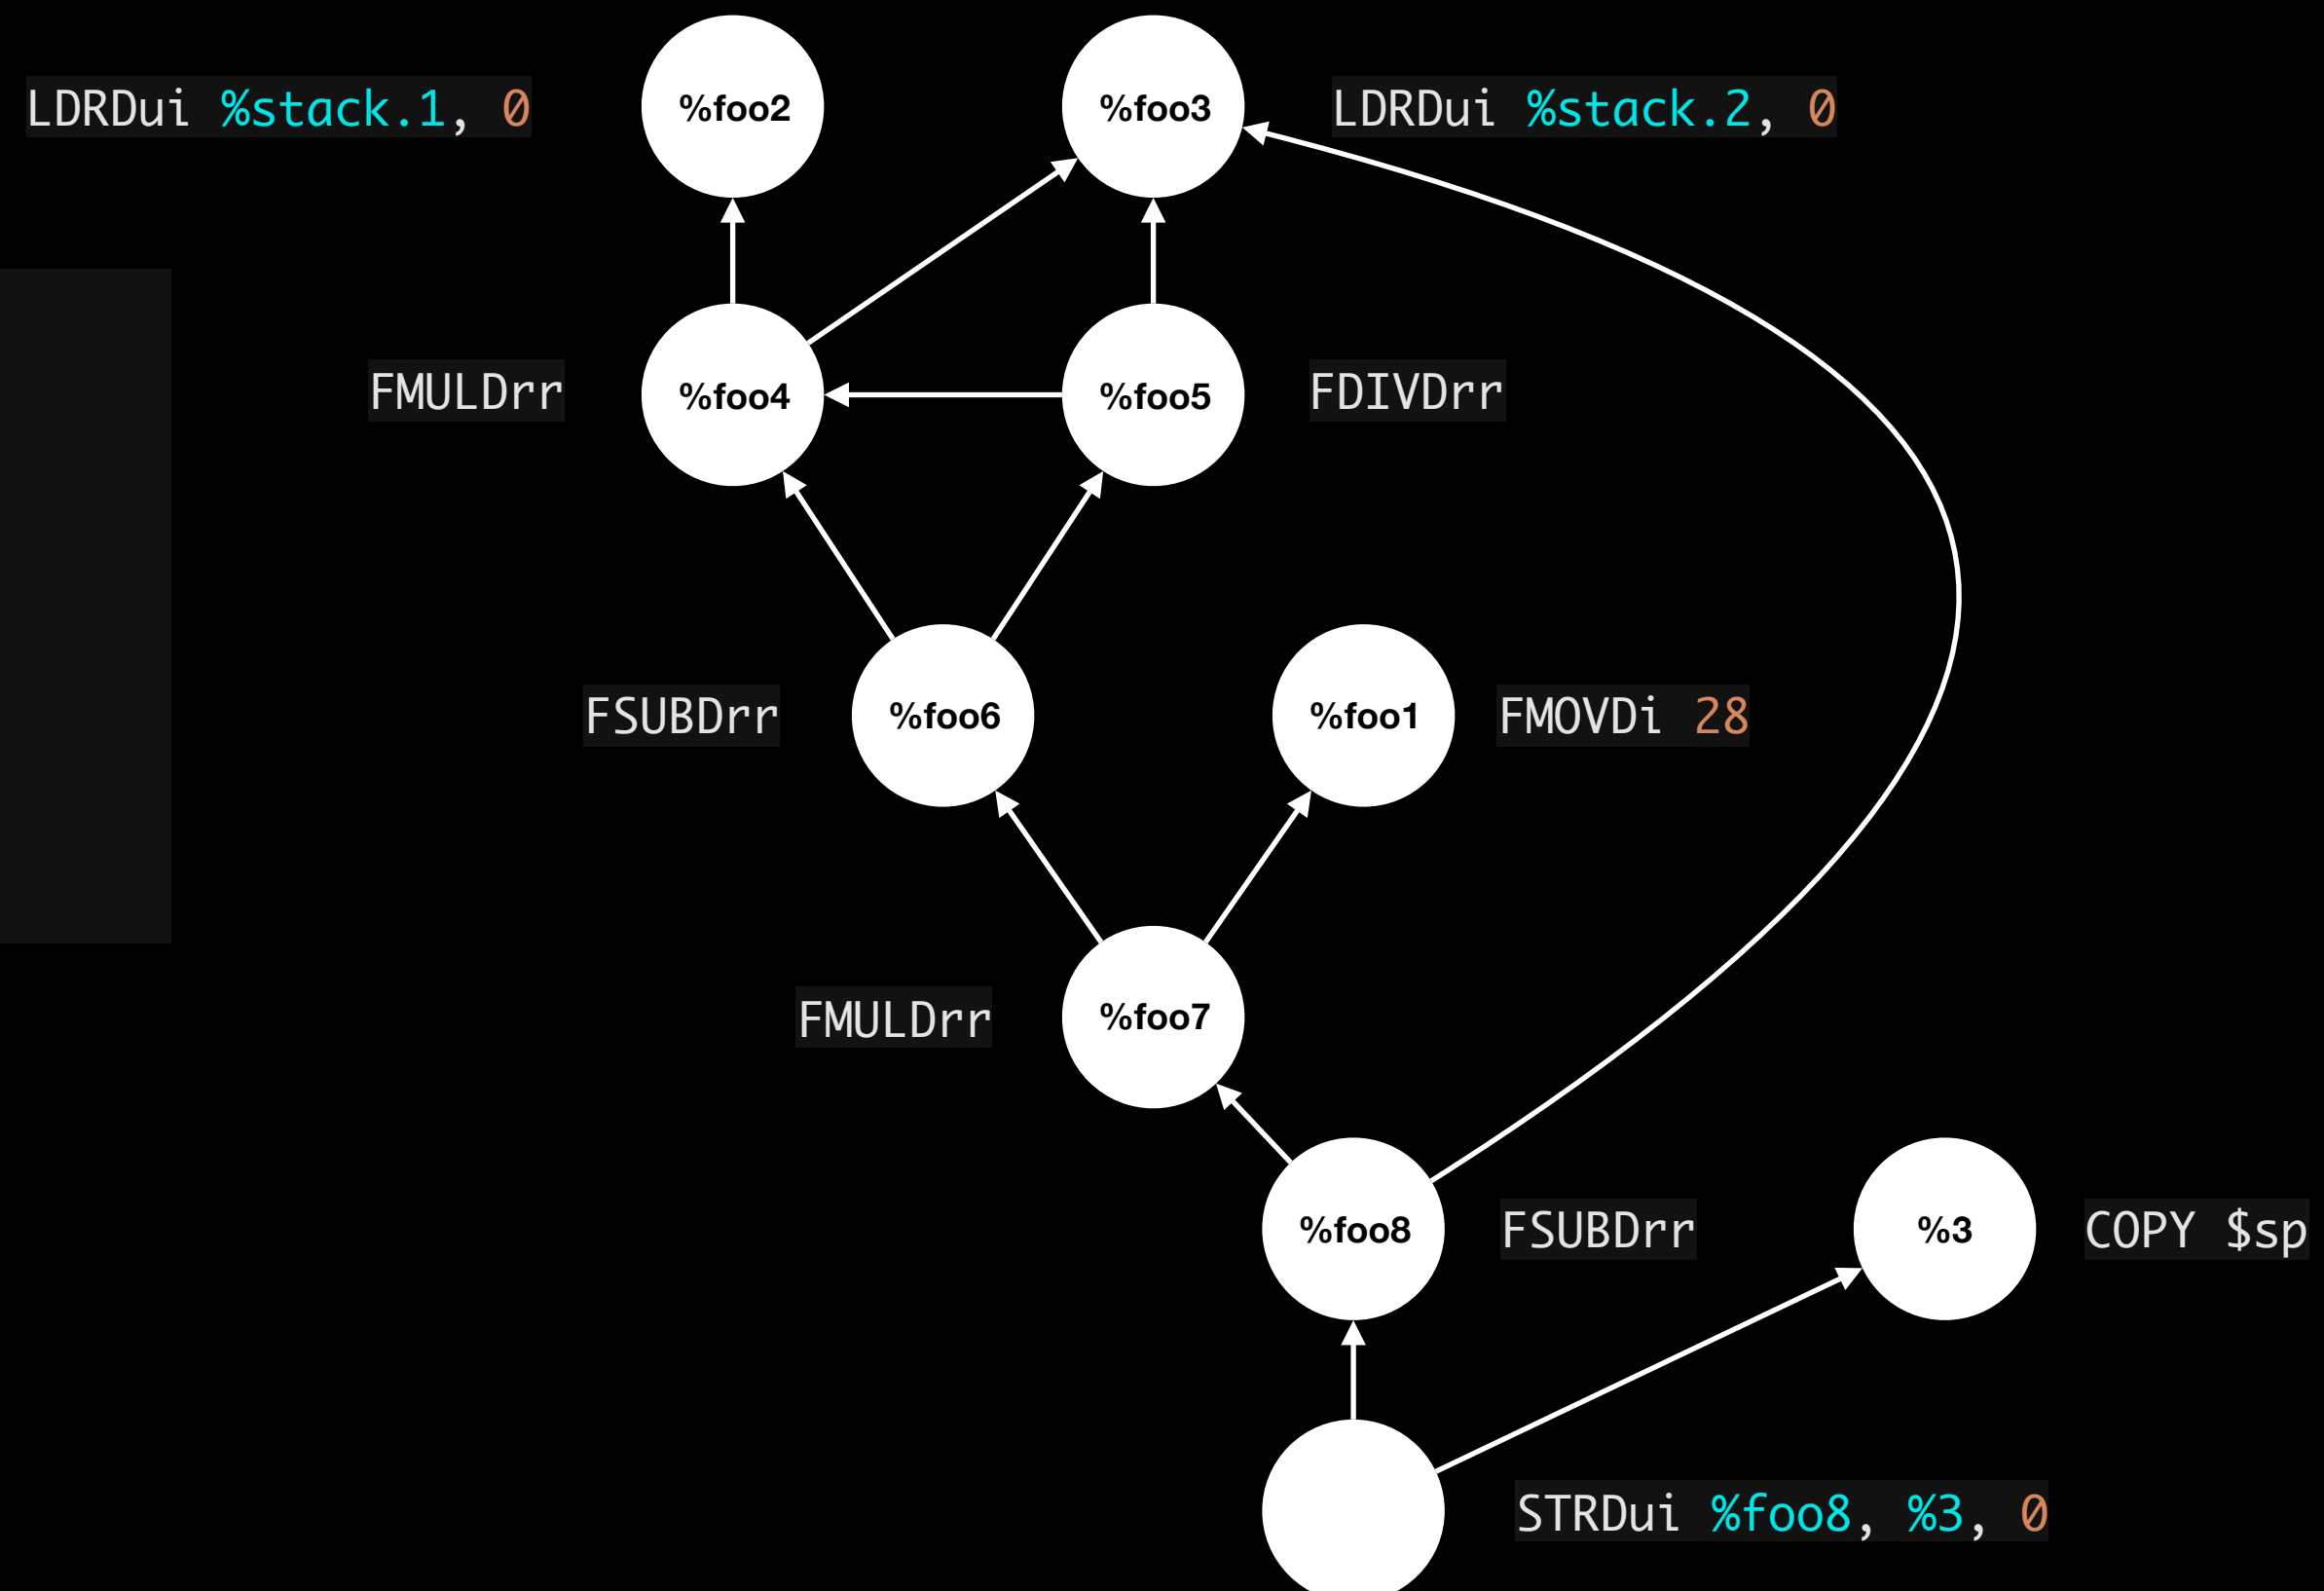 LDRDui %stack.1, 0
%foo2
%foo3
LDRDui %stack.2, 0
FMULDrr
%foo4
%foo5
FDIVDrr
FSUBDrr
%foo6
%foo1
FMOVDi 28
FMULDrr
%foo7
%foo8
FSUBDrr
%3
COPY $sp
STRDui %foo8, %3, 0